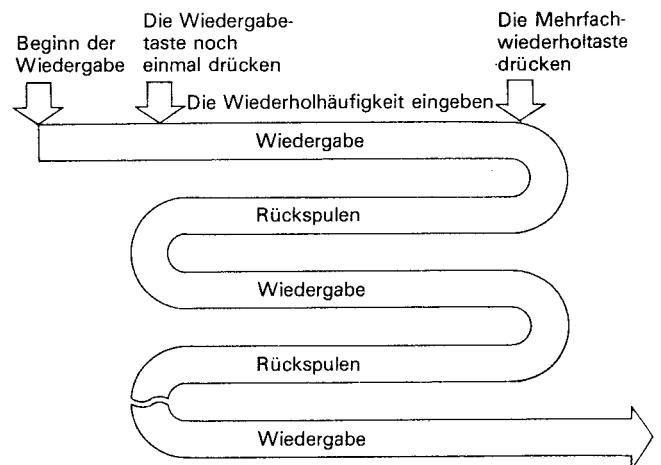 Beginn der
Wiedergabe
Die Wiedergabe-
taste noch
einmal drücken
Die Mehrfach-
wiederholtaste
drücken
Die Wiederholhäufigkeit eingeben
Wiedergabe
Rückspulen
Wiedergabe
Rückspulen
Wiedergabe